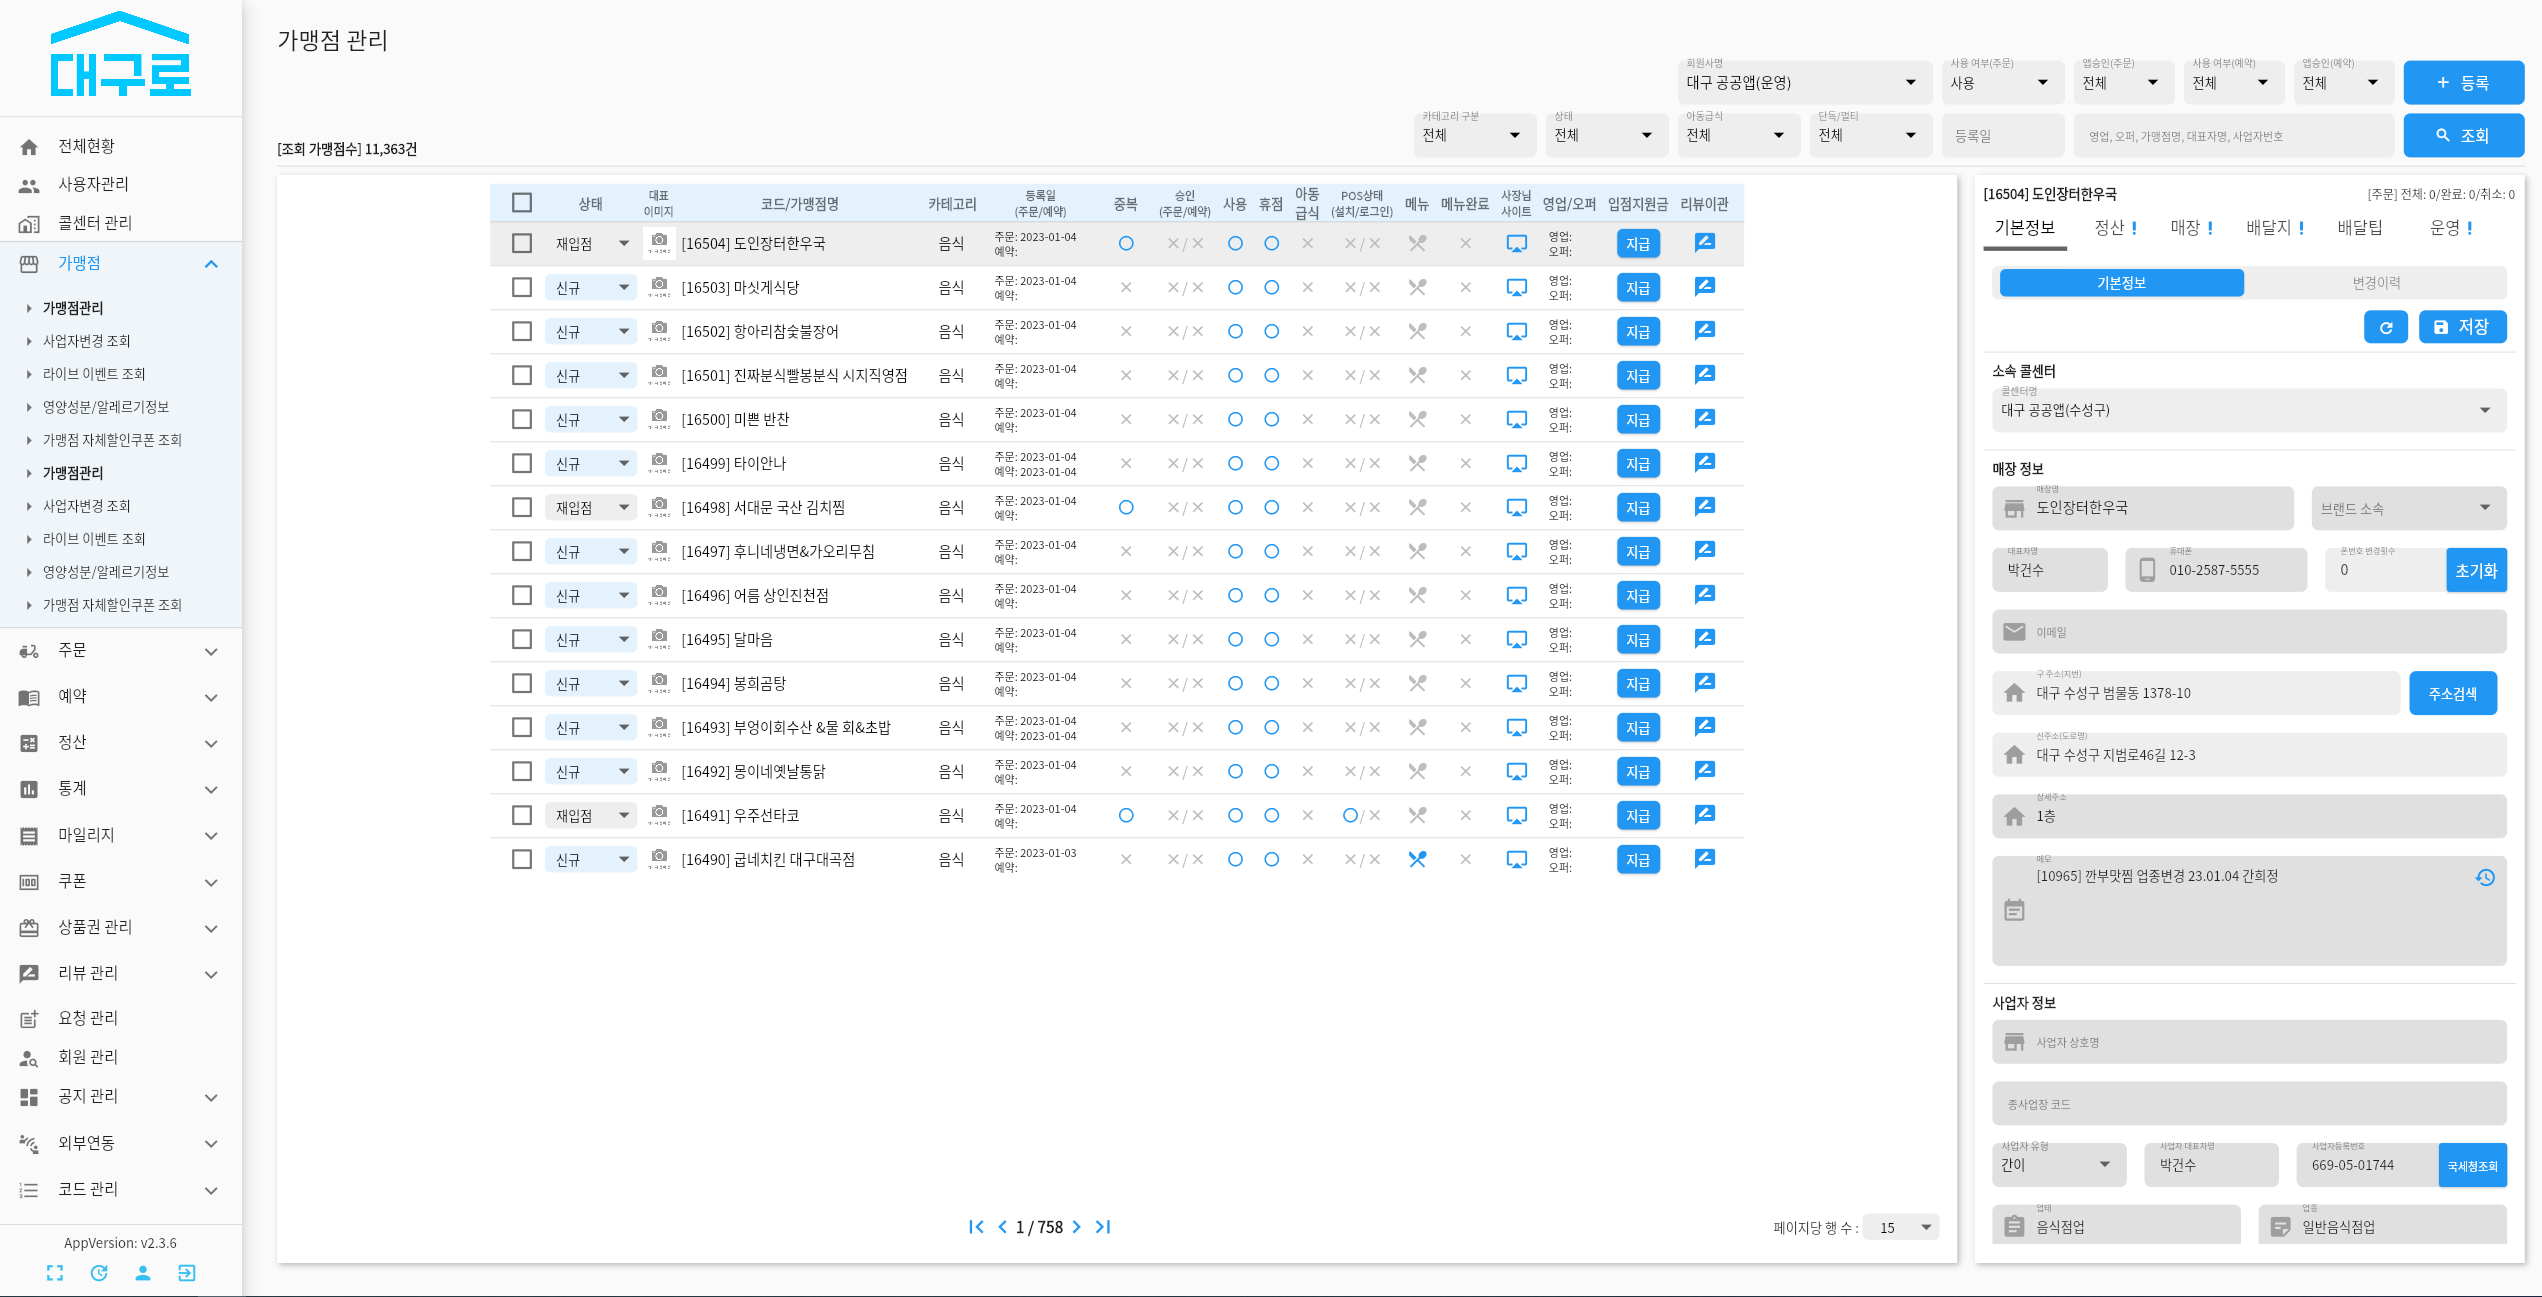 대구로
전체현황
사용자관리
콜센터 관리
가맹점
가맹점관리
사업자변경 조회
라이브 이벤트 조회
영양성분/알레르기정보
가맹점 자체할인쿠폰 조회
가맹점관리
사업자변경 조회
라이브 이벤트 조회
영양성분/알레르기정보
가맹점 자체할인쿠폰 조회
주문
예약
정산
통계
마일리지
쿠폰
상품권 관리
리뷰 관리
요청 관리
회원 관리
공지 관리
외부연동
코드 관리
AppVersion: v2.3.6
가맹점 관리
회원사명 사용 여부(주문) 앱승인(주문) 사용 여부(예약) 앱승인(예약)
대구 공공앱(운영) 사용 전체 전체 전체 + 등록
카테고리 구분 상태 아동급식 단독/멀티
전체 전체 전체 전체 등록일 영업, 오퍼, 가맹점명, 대표자명, 사업자번호 조회
[조회 가맹점수] 11,363건
상태 대표 이미지 코드/가맹점명 카테고리 등록일 (주문/예약) 중복 승인 (주문/예약) 사용 휴점 아동 급식 POS상태 (설치/로그인) 메뉴 메뉴완료 사장님 사이트 영업/오퍼 입점지원금 리뷰이관
재입점 [16504] 도인장터한우국 음식 주문: 2023-01-04 예약: / / 영업: 오퍼: 지급
신규 [16503] 마싯게식당 음식 주문: 2023-01-04 예약: / / 영업: 오퍼: 지급
신규 [16502] 항아리참숯불장어 음식 주문: 2023-01-04 예약: / / 영업: 오퍼: 지급
신규 [16501] 진짜분식빨봉분식 시지직영점 음식 주문: 2023-01-04 예약: / / 영업: 오퍼: 지급
신규 [16500] 미쁜 반찬 음식 주문: 2023-01-04 예약: / / 영업: 오퍼: 지급
신규 [16499] 타이안나 음식 주문: 2023-01-04 예약: 2023-01-04 / / 영업: 오퍼: 지급
재입점 [16498] 서대문 국산 김치찜 음식 주문: 2023-01-04 예약: / / 영업: 오퍼: 지급
신규 [16497] 후니네냉면&가오리무침 음식 주문: 2023-01-04 예약: / / 영업: 오퍼: 지급
신규 [16496] 어름 상인진천점 음식 주문: 2023-01-04 예약: / / 영업: 오퍼: 지급
신규 [16495] 달마음 음식 주문: 2023-01-04 예약: / / 영업: 오퍼: 지급
신규 [16494] 봉희곰탕 음식 주문: 2023-01-04 예약: / / 영업: 오퍼: 지급
신규 [16493] 부엉이회수산 &물 회&초밥 음식 주문: 2023-01-04 예약: 2023-01-04 / / 영업: 오퍼: 지급
신규 [16492] 몽이네옛날통닭 음식 주문: 2023-01-04 예약: / / 영업: 오퍼: 지급
재입점 [16491] 우주선타코 음식 주문: 2023-01-04 예약: / / 영업: 오퍼: 지급
신규 [16490] 굽네치킨 대구대곡점 음식 주문: 2023-01-03 예약: / / 영업: 오퍼: 지급
1 / 758
페이지당 행 수 : 15
[16504] 도인장터한우국 [주문] 전체: 0/완료: 0/취소: 0
기본정보 정산 ! 매장 ! 배달지 ! 배달팁 운영 !
기본정보 변경이력
저장
소속 콜센터
콜센터명
대구 공공앱(수성구)
매장 정보
매장명
도인장터한우국 브랜드 소속
대표자명 휴대폰 폰번호 변경횟수
박건수 010-2587-5555 0 초기화
이메일
구 주소(지번)
대구 수성구 범물동 1378-10 주소검색
신주소(도로명)
대구 수성구 지범로46길 12-3
상세주소
1층
메모
[10965] 깐부맛찜 업종변경 23.01.04 간희정
사업자 정보
사업자 상호명
종사업장 코드
사업자 유형 사업자 대표자명 사업자등록번호
간이 박건수 669-05-01744 국세청조회
업태 업종
음식점업 일반음식점업